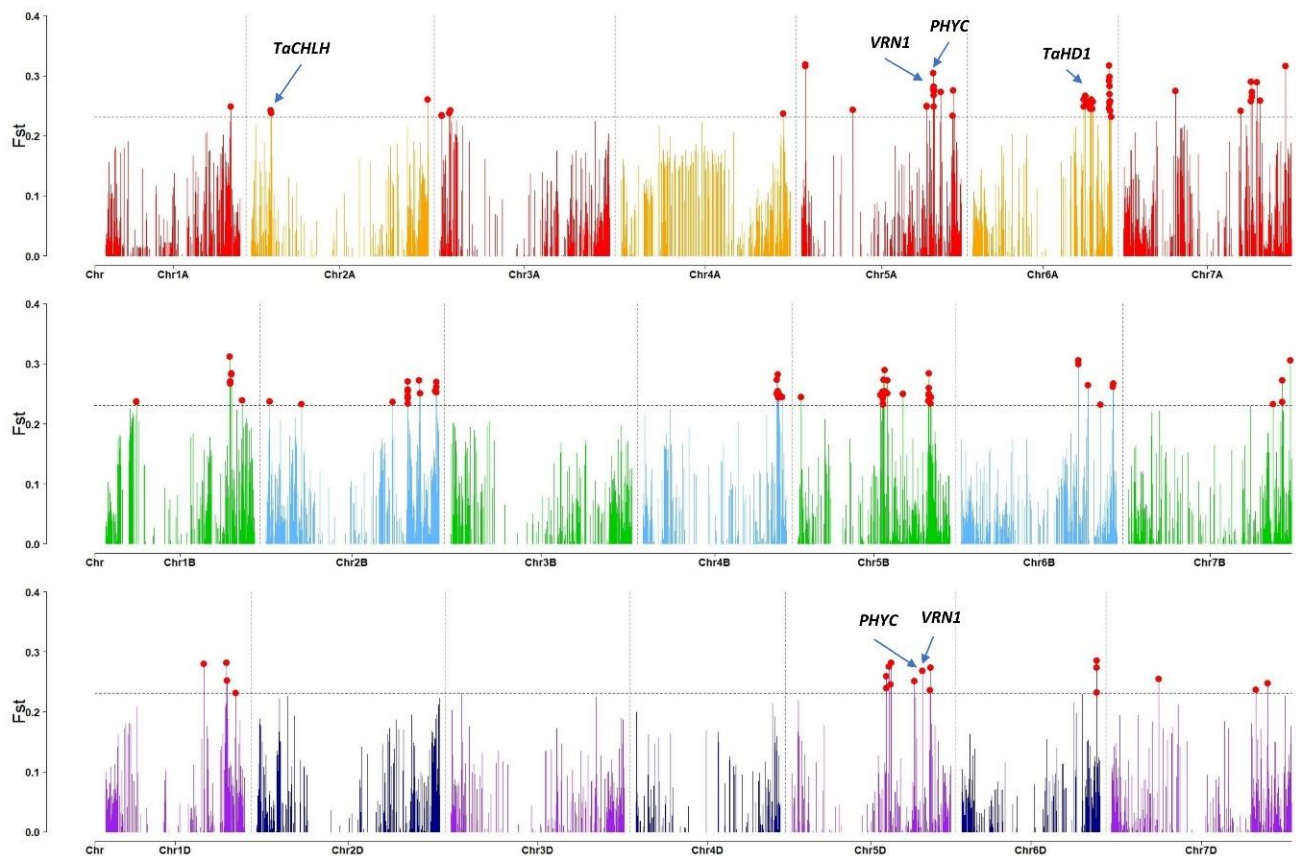 0.4
PHYC
VRN1
TaCHLH
TaHD1
0.3
0.2
Fst
0.1
0.0
Chr Chr1A Chr2A Chr3A Chr4A Chr5A Chr6A Chr7A
0.4
0.3
0.2
Fst
0.1
0.0
Chr Chr1B Chr2B Chr3B Chr4B Chr5B Chr6B Chr7B
0.4
PHYC VRN1
0.3
0.2
Fst
0.1
0.0
Chr Chr1D Chr2D Chr3D Chr4D Chr5D Chr6D Chr7D